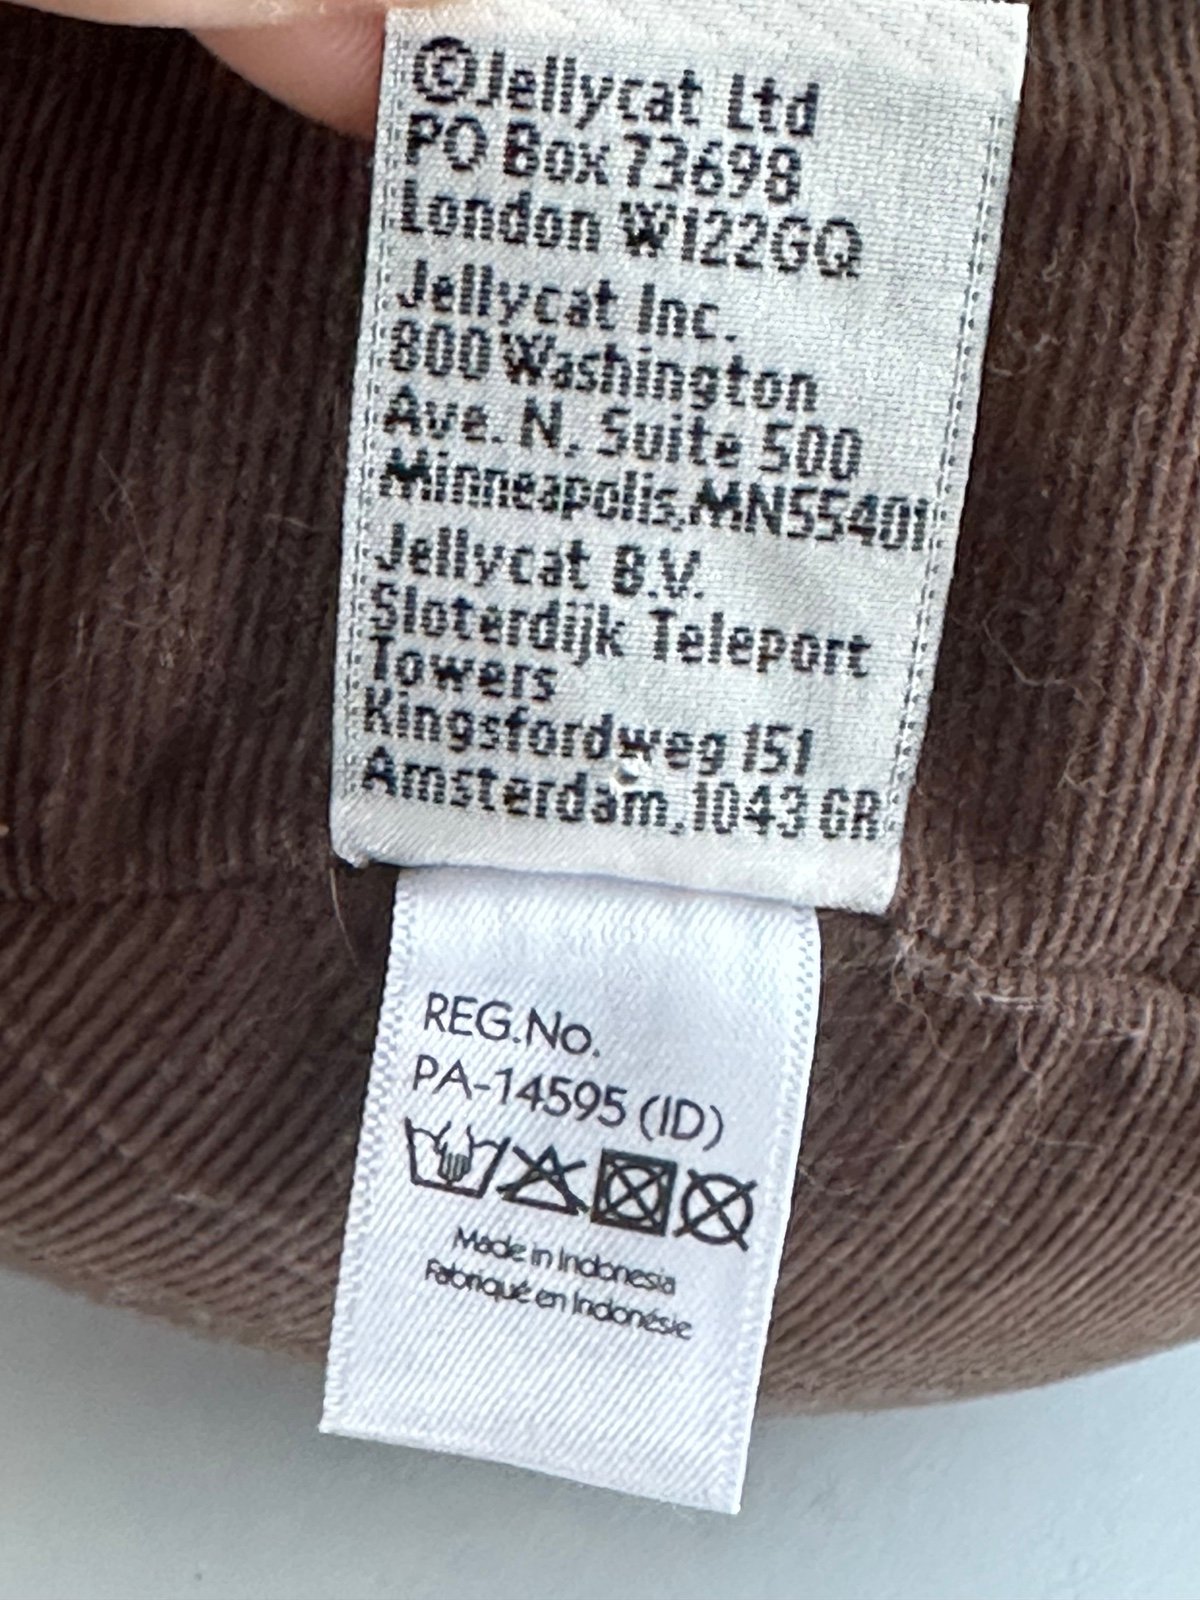 ©Jellycat Ltd
PO Box 73698
London W122GQ
Jellycat Inc.
800 Washington
Ave. N. Suite 500
Minneapolis,MN55401
Jellycat B.V.
Sloterdijk Teleport
Towers
Kingsfordweg 151
Amsterdam,1043 GR
REG.No.
PA-14595 (ID)
Made in Indonesia
Fabriqué en Indonésie